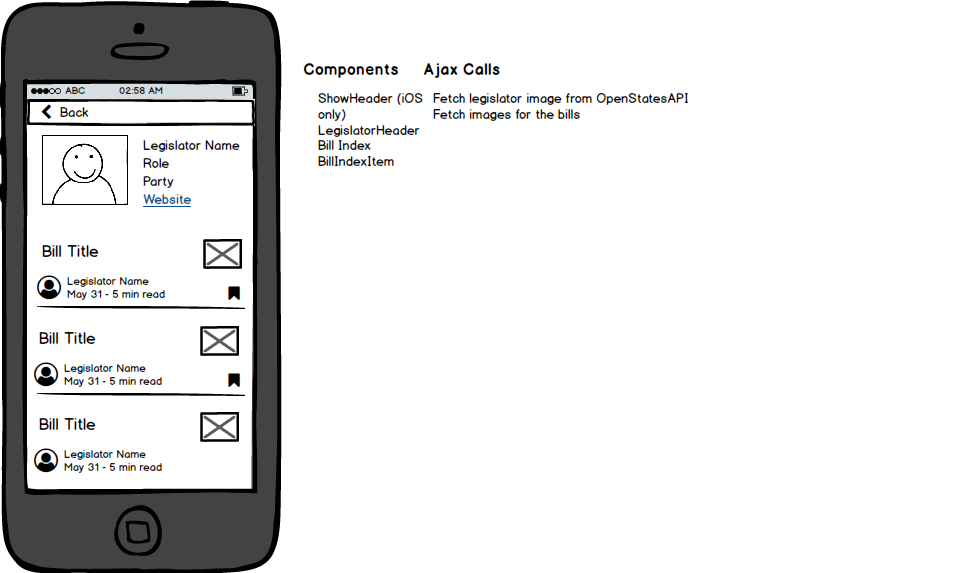 ABC 02:58 AM
Back
Legislator Name
Role
Party
Website
Bill Title
Legislator Name
May 31 - 5 min read
Bill Title
Legislator Name
May 31 - 5 min read
Bill Title
Legislator Name
May 31 - 5 min read
Components
ShowHeader (iOS
only)
LegislatorHeader
Bill Index
BillIndexItem
Ajax Calls
Fetch legislator image from OpenStatesAPI
Fetch images for the bills